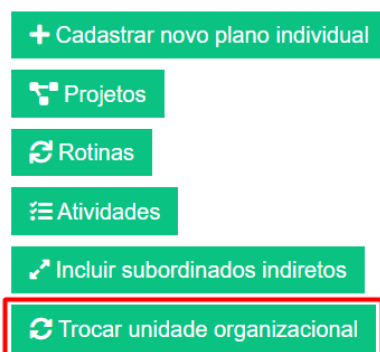 Cadastrar novo plano individual
Projetos
Rotinas
Atividades
Incluir subordinados indiretos
Trocar unidade organizacional